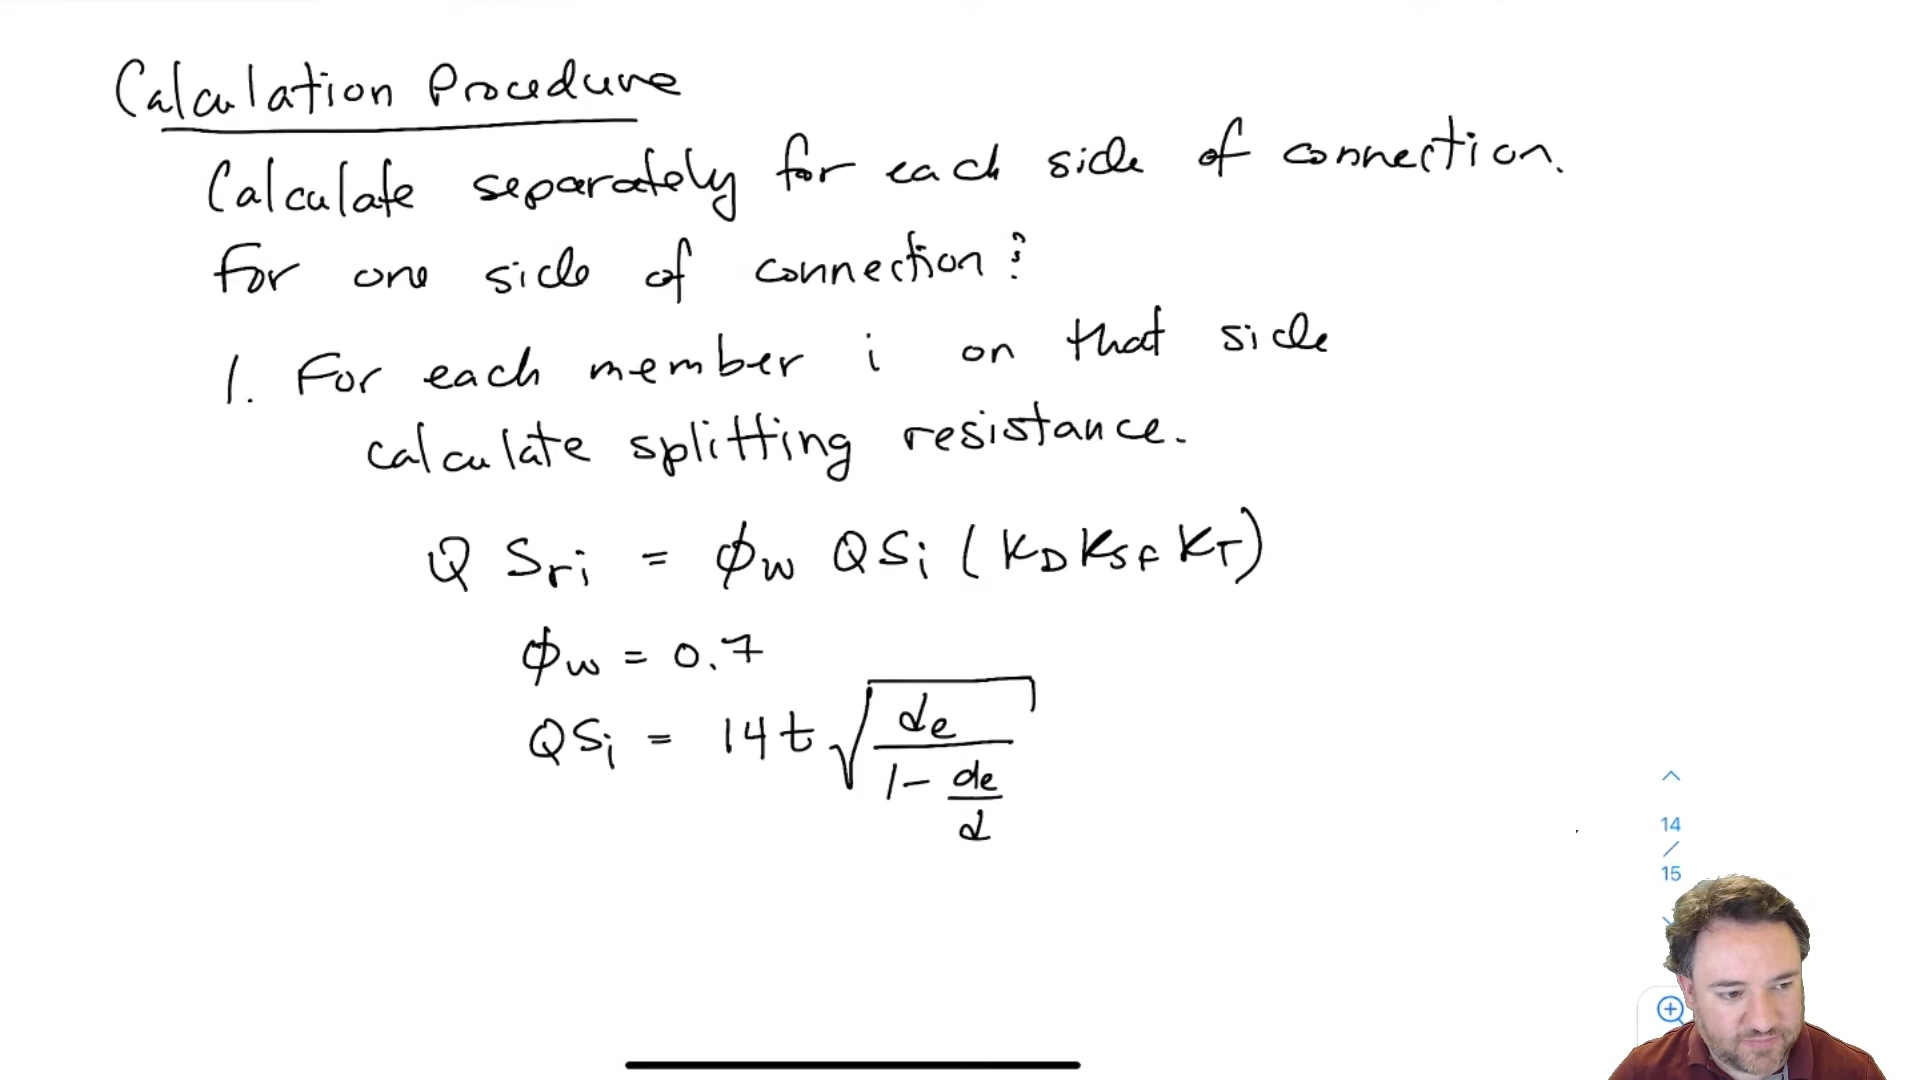 Calculation Procedure
Calculate separately for each side of connection.
For one side of connection:
1. For each member i on that side
calculate splitting resistance.
Q Sri = ϕw QSi (KD KSF KT)
ϕw = 0.7
QSi = 14t √(de / (1 - de/d))
14
/
15